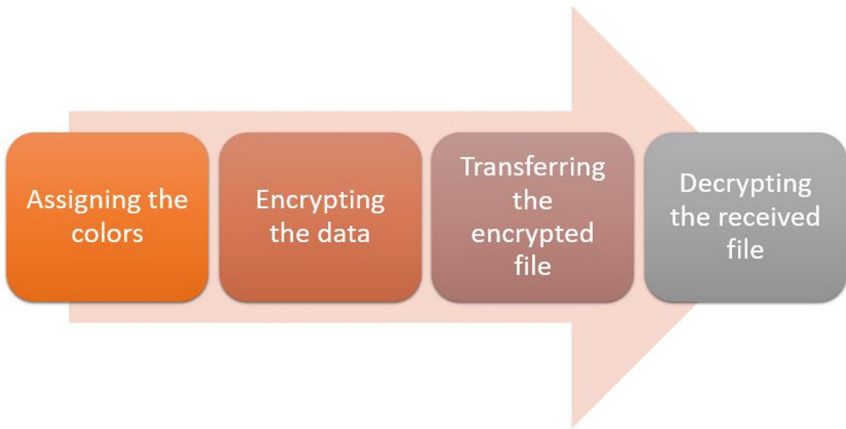 Assigning the
colors
Encrypting
the data
Transferring
the
encrypted
file
Decrypting
the received
file